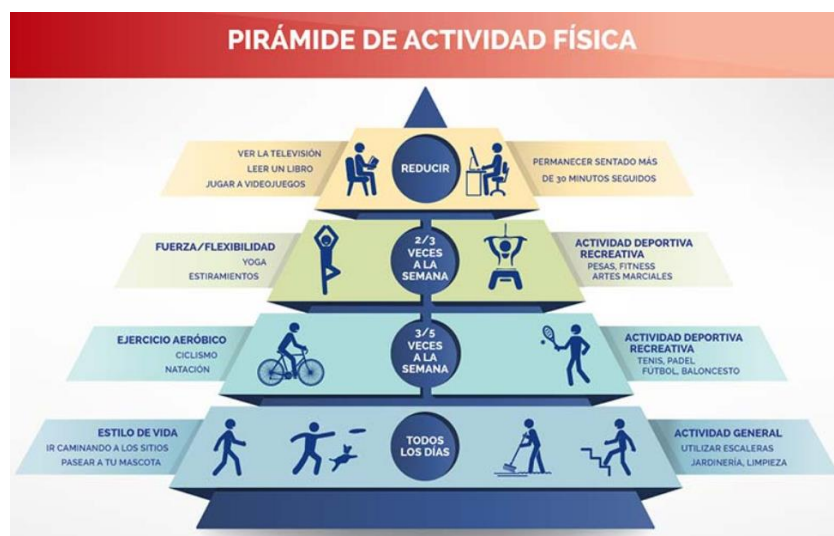 PIRÁMIDE DE ACTIVIDAD FÍSICA
VER LA TELEVISIÓN
LEER UN LIBRO
JUGAR A VIDEOJUEGOS
REDUCIR
PERMANECER SENTADO MÁS
DE 30 MINUTOS SEGUIDOS
FUERZA/FLEXIBILIDAD
YOGA
ESTIRAMIENTOS
2/3
VECES
A LA
SEMANA
ACTIVIDAD DEPORTIVA
RECREATIVA
PESAS, FITNESS
ARTES MARCIALES
EJERCICIO AERÓBICO
CICLISMO
NATACIÓN
3/5
VECES
A LA
SEMANA
ACTIVIDAD DEPORTIVA
RECREATIVA
TENIS, PADEL
FÚTBOL, BALONCESTO
ESTILO DE VIDA
IR CAMINANDO A LOS SITIOS
PASEAR A TU MASCOTA
TODOS
LOS DÍAS
ACTIVIDAD GENERAL
UTILIZAR ESCALERAS
JARDINERÍA, LIMPIEZA